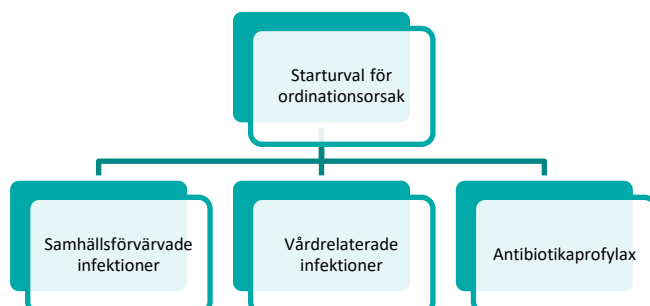 Starturval för
ordinationsorsak
Samhällsförvärvade
infektioner
Vårdrelaterade
infektioner
Antibiotikaprofylax